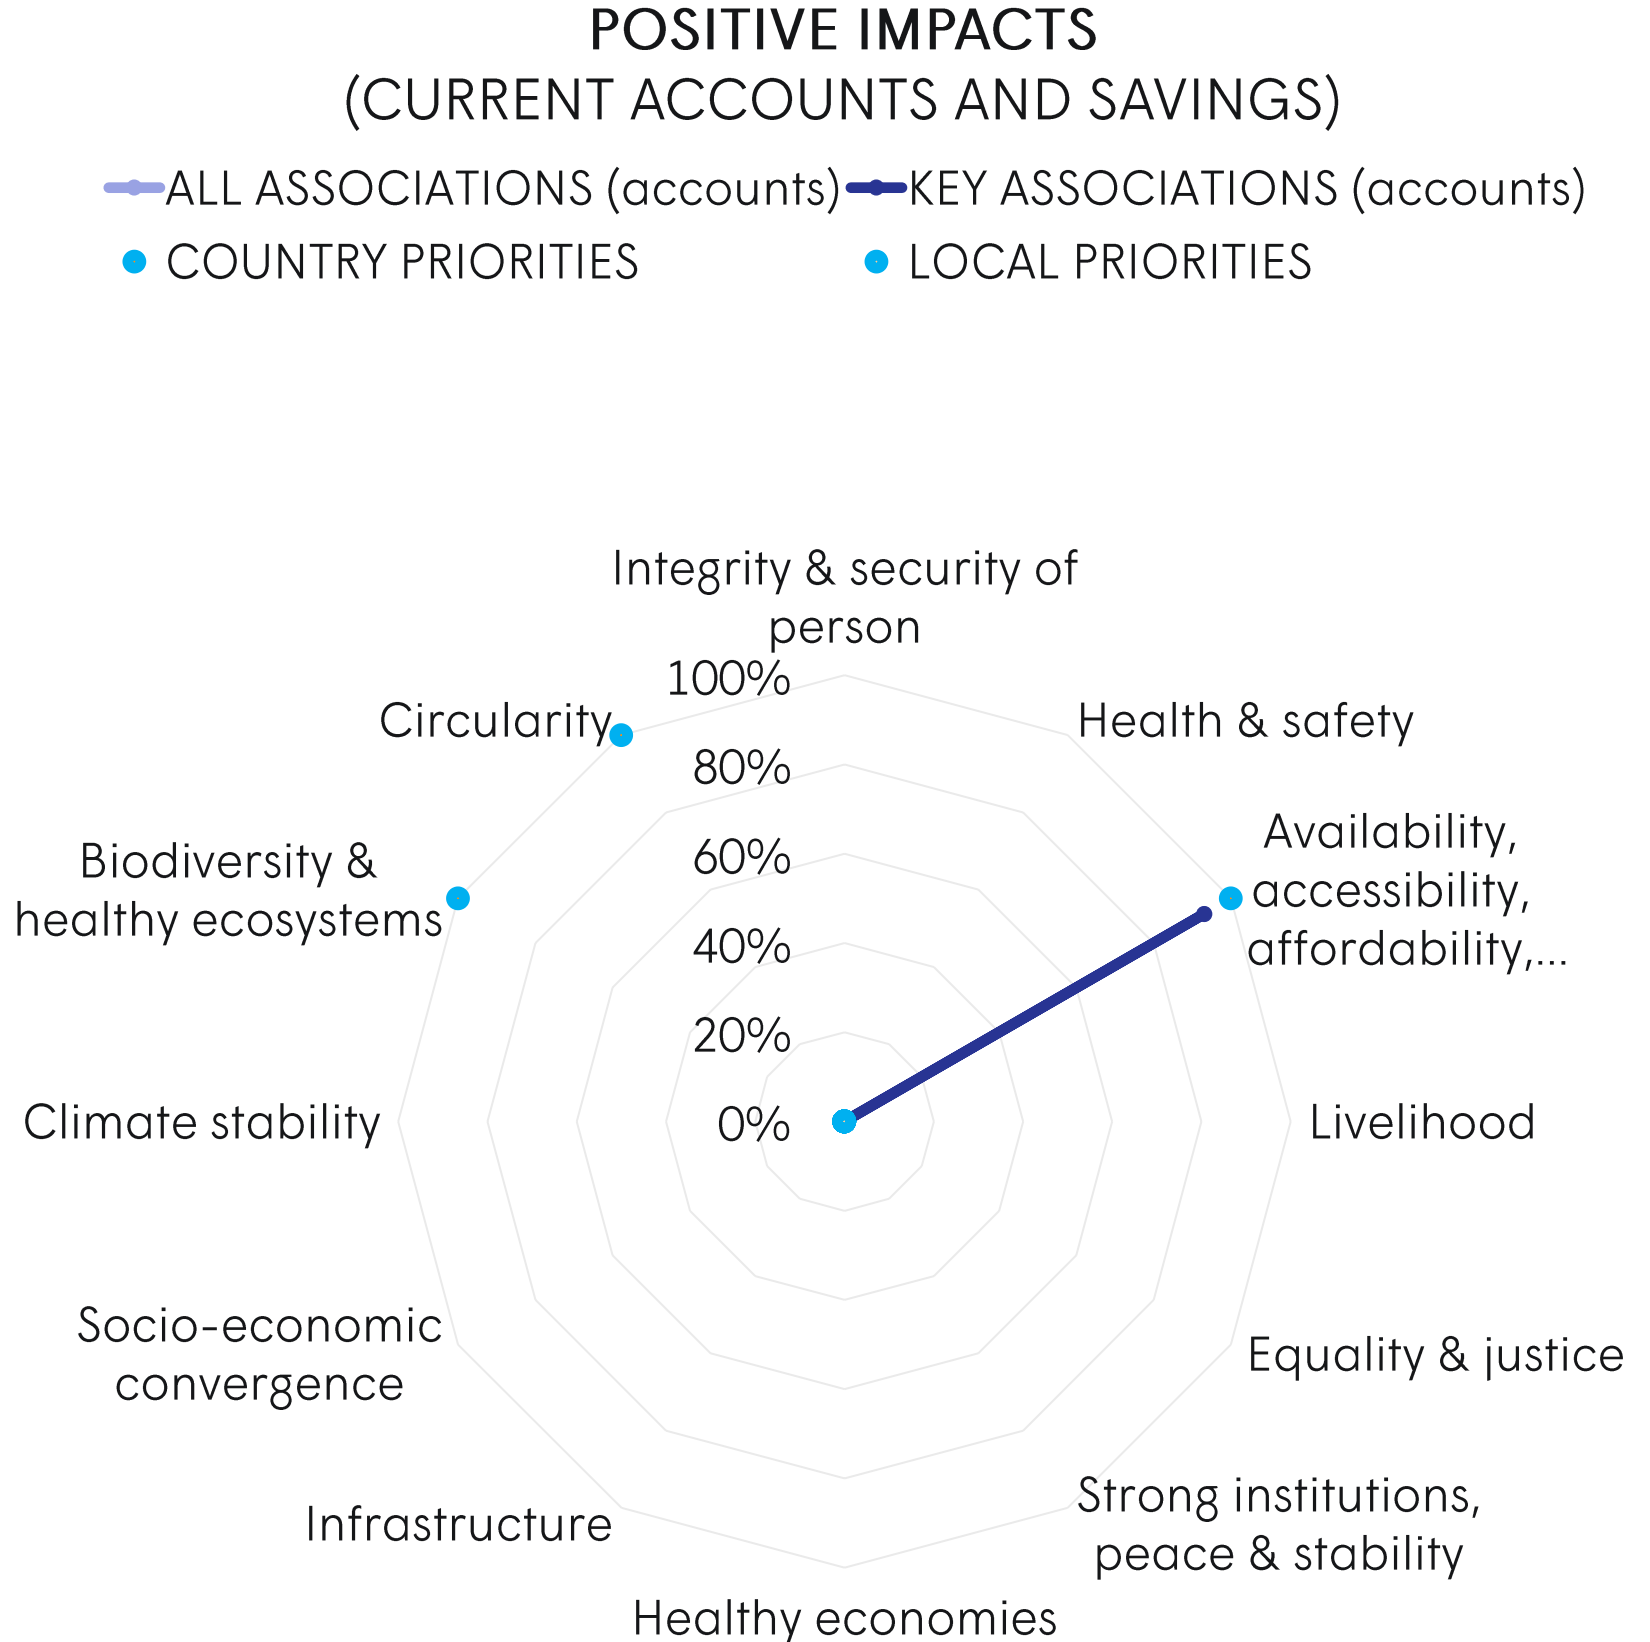 POSITIVE IMPACTS
(CURRENT ACCOUNTS AND SAVINGS)
ALL ASSOCIATIONS (accounts)
KEY ASSOCIATIONS (accounts)
COUNTRY PRIORITIES
LOCAL PRIORITIES
Integrity & security of
person
100%
Circularity
Health & safety
80%
Availability,
accessibility,
affordability,...
60%
Biodiversity &
healthy ecosystems
40%
20%
0%
Climate stability
Livelihood
Socio-economic
convergence
Equality & justice
Strong institutions,
peace & stability
Infrastructure
Healthy economies